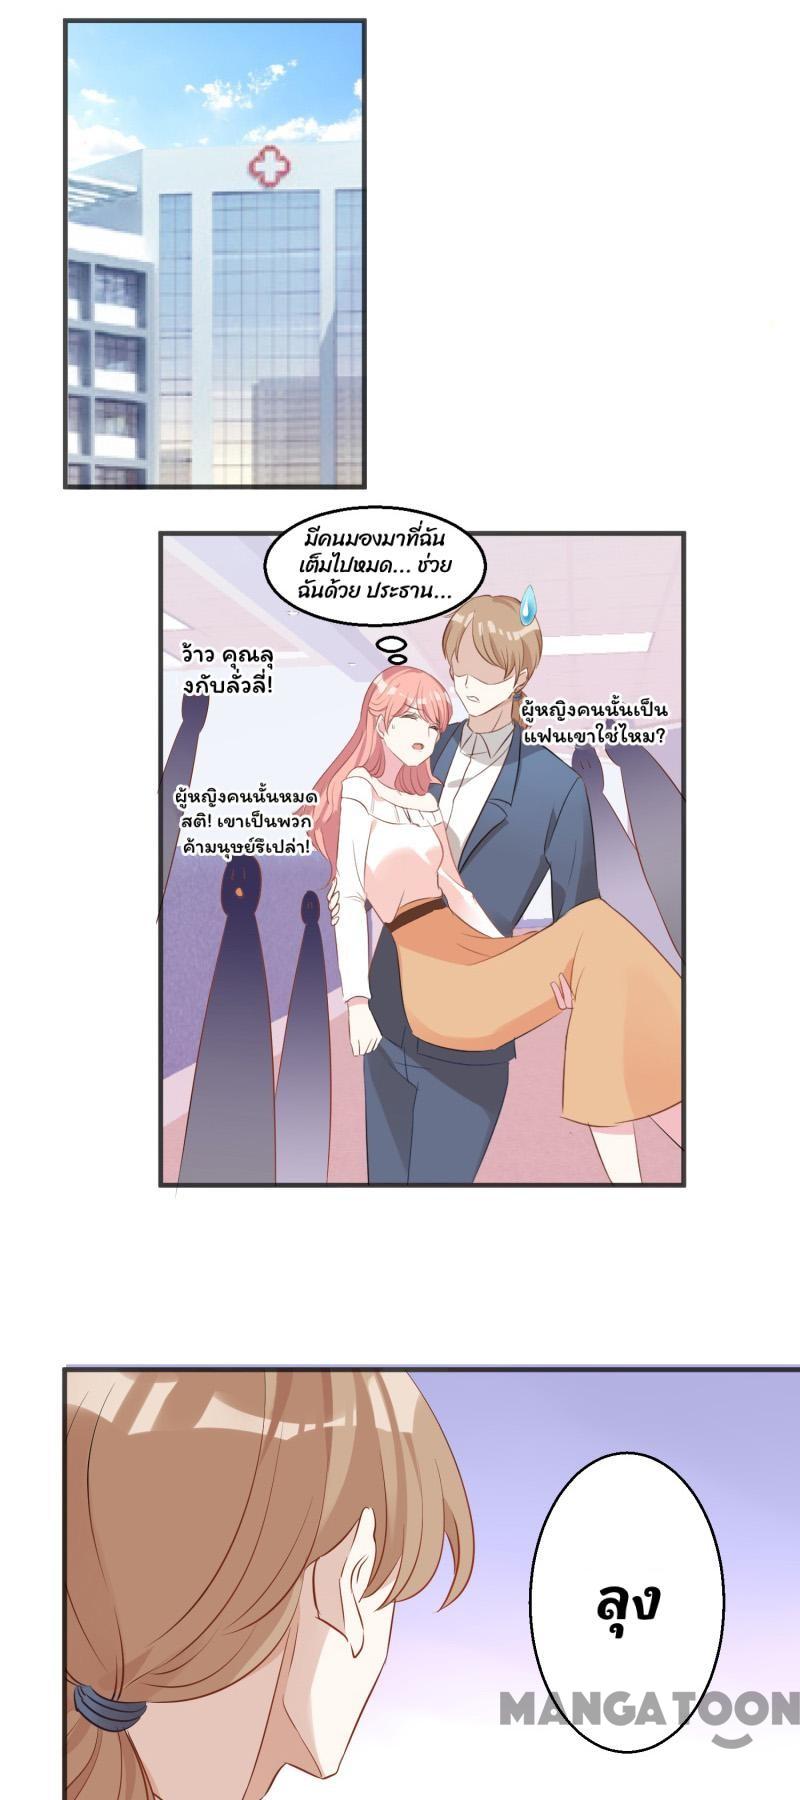 มีคนมองมาที่ฉัน
เต็มไปหมด... ช่วย
ฉันด้วย ประธาน...
ว้าว คุณลุ
งกับลัวลี่!
ผู้หญิงคนนั้นเป็น
แฟนเขาใช่ไหม?
ผู้หญิงคนนั้นหมด
สติ! เขาเป็นพวก
ค้ามนุษย์รึเปล่า!
ลุง
MANGATOON